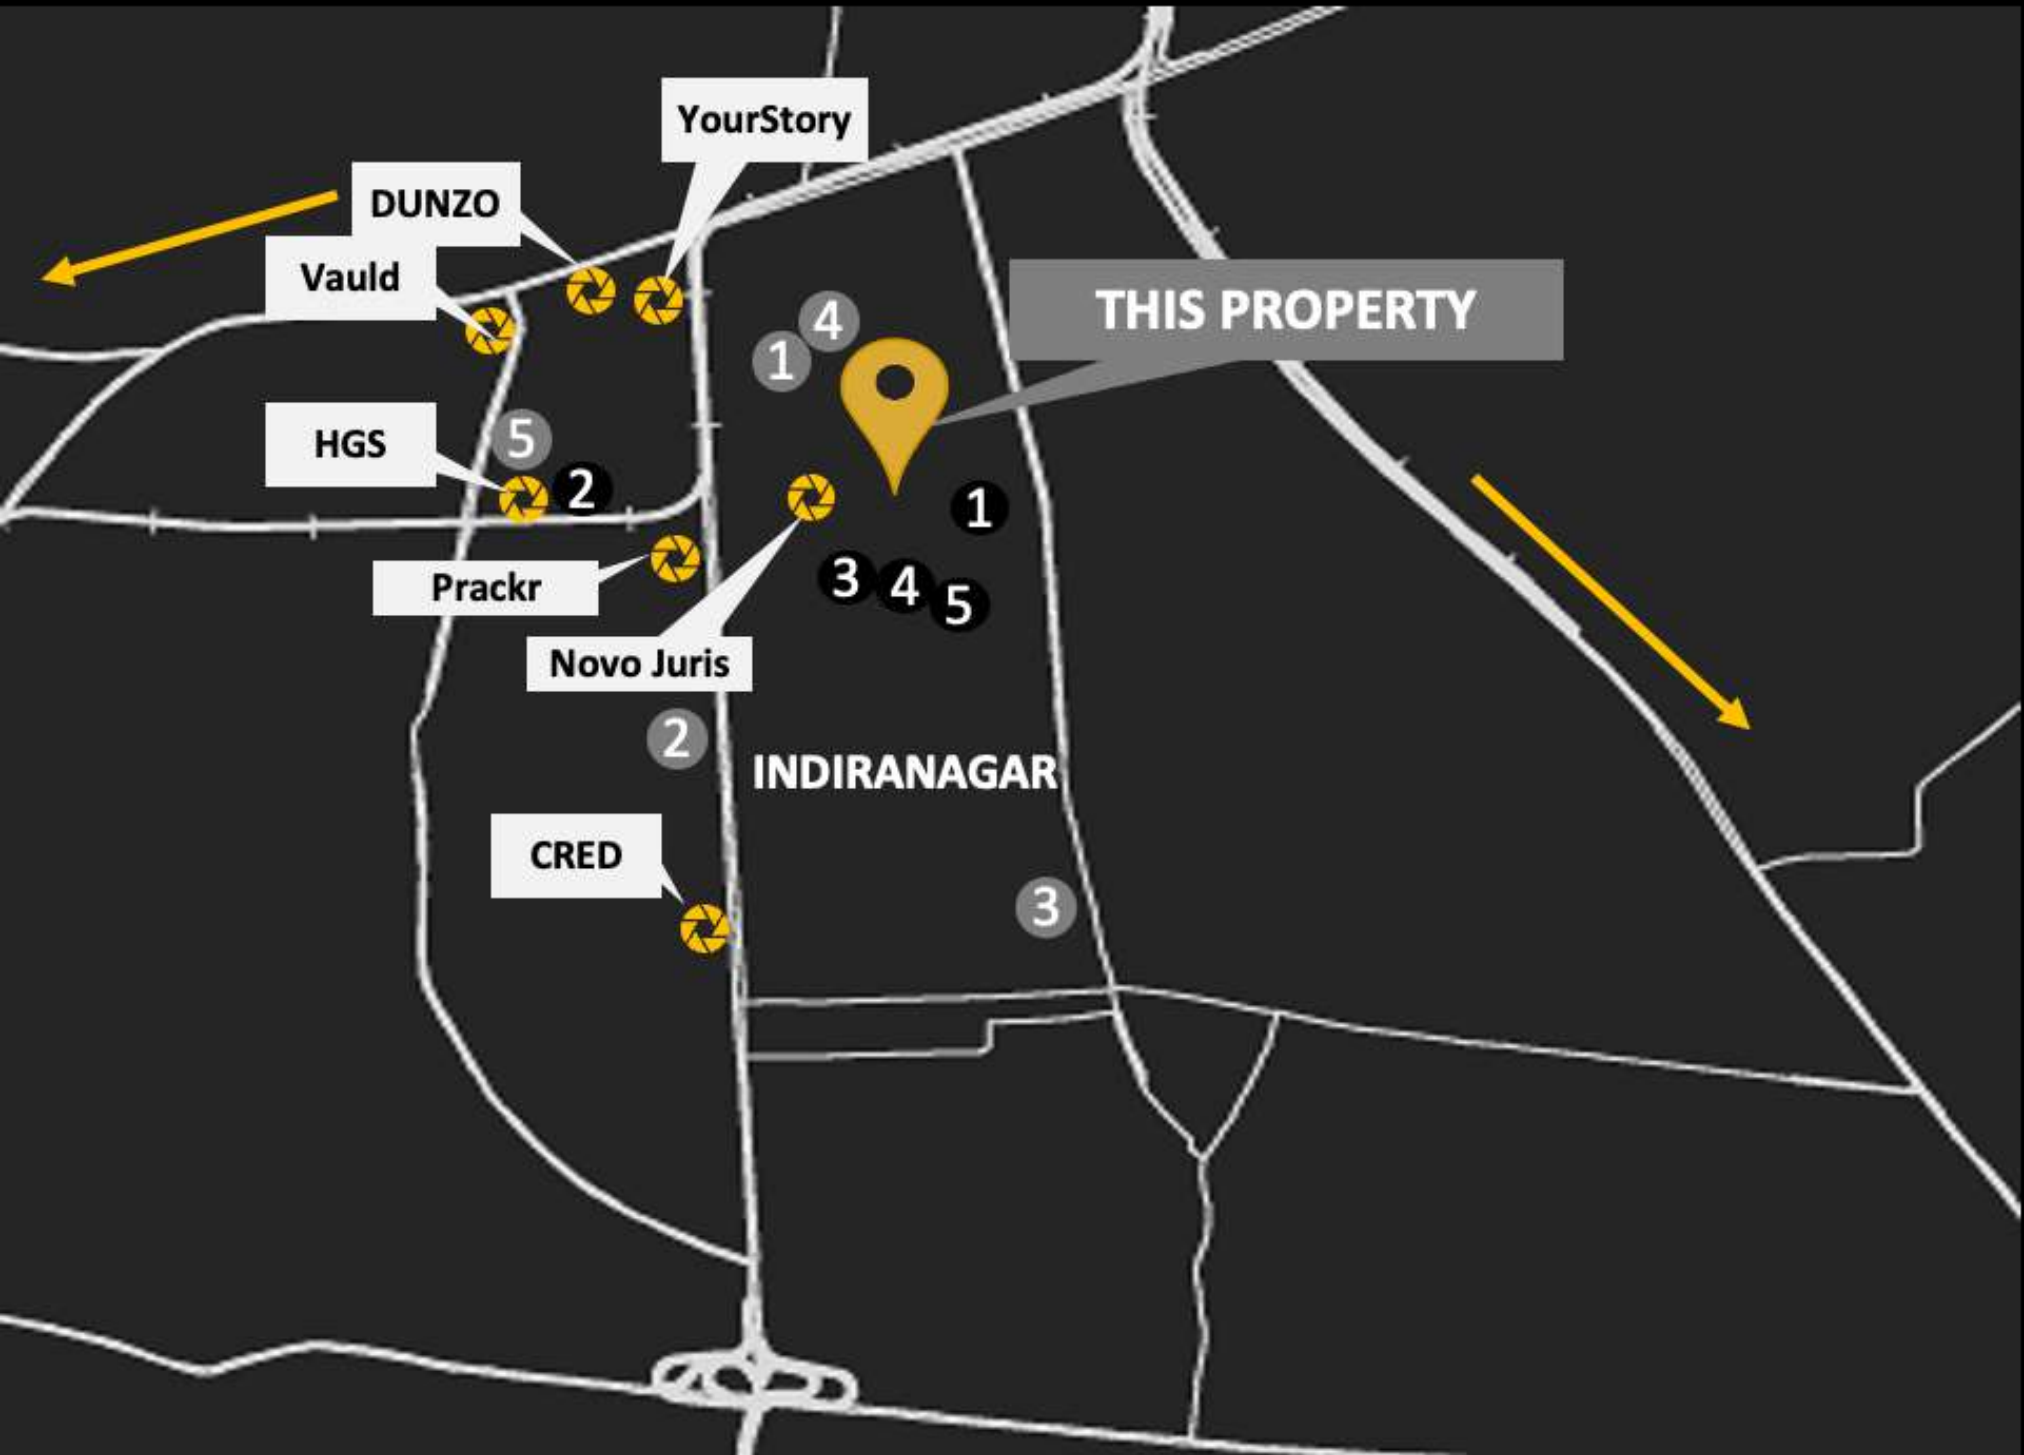 YourStory
DUNZO
Vauld
THIS PROPERTY
4
1
HGS
5
2
1
Prackr
3
4
5
Novo Juris
2
INDIRANAGAR
CRED
3